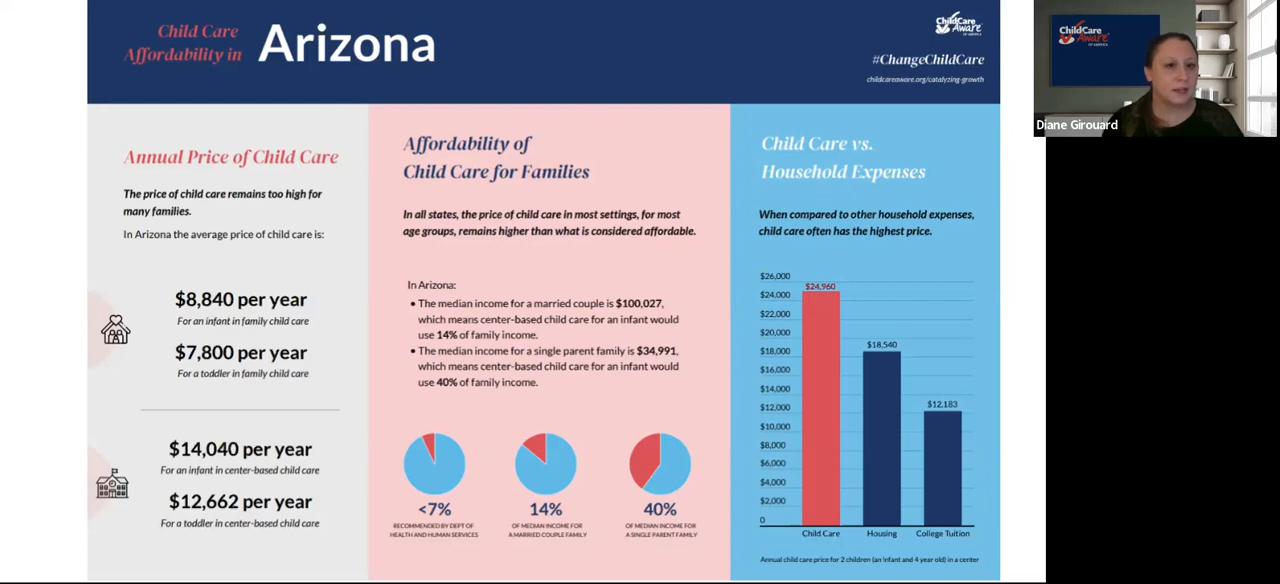 Child Care
Affordability in
Arizona
ChildCare
Aware
OF AMERICA
#ChangeChildCare
childcareaware.org/catalyzing-growth
Annual Price of Child Care
The price of child care remains too high for
many families.
In Arizona the average price of child care is:
$8,840 per year
For an infant in family child care
$7,800 per year
For a toddler in family child care
$14,040 per year
For an infant in center-based child care
$12,662 per year
For a toddler in center-based child care
Affordability of
Child Care for Families
In all states, the price of child care in most settings, for most
age groups, remains higher than what is considered affordable.
In Arizona:
• The median income for a married couple is $100,027,
which means center-based child care for an infant would
use 14% of family income.
• The median income for a single parent family is $34,991,
which means center-based child care for an infant would
use 40% of family income.
<7%
RECOMMENDED BY DEPT OF
HEALTH AND HUMAN SERVICES
14%
OF MEDIAN INCOME FOR
A MARRIED COUPLE FAMILY
40%
OF MEDIAN INCOME FOR
A SINGLE PARENT FAMILY
Child Care vs.
Household Expenses
When compared to other household expenses,
child care often has the highest price.
$26,000
$24,000
$22,000
$20,000
$18,000
$16,000
$14,000
$12,000
$10,000
$8,000
$6,000
$4,000
$2,000
0
$24,960
$18,540
$12,183
Child Care
Housing
College Tuition
Annual child care price for 2 children (an infant and 4 year old) in a center
ChildCare
Aware
Diane Girouard